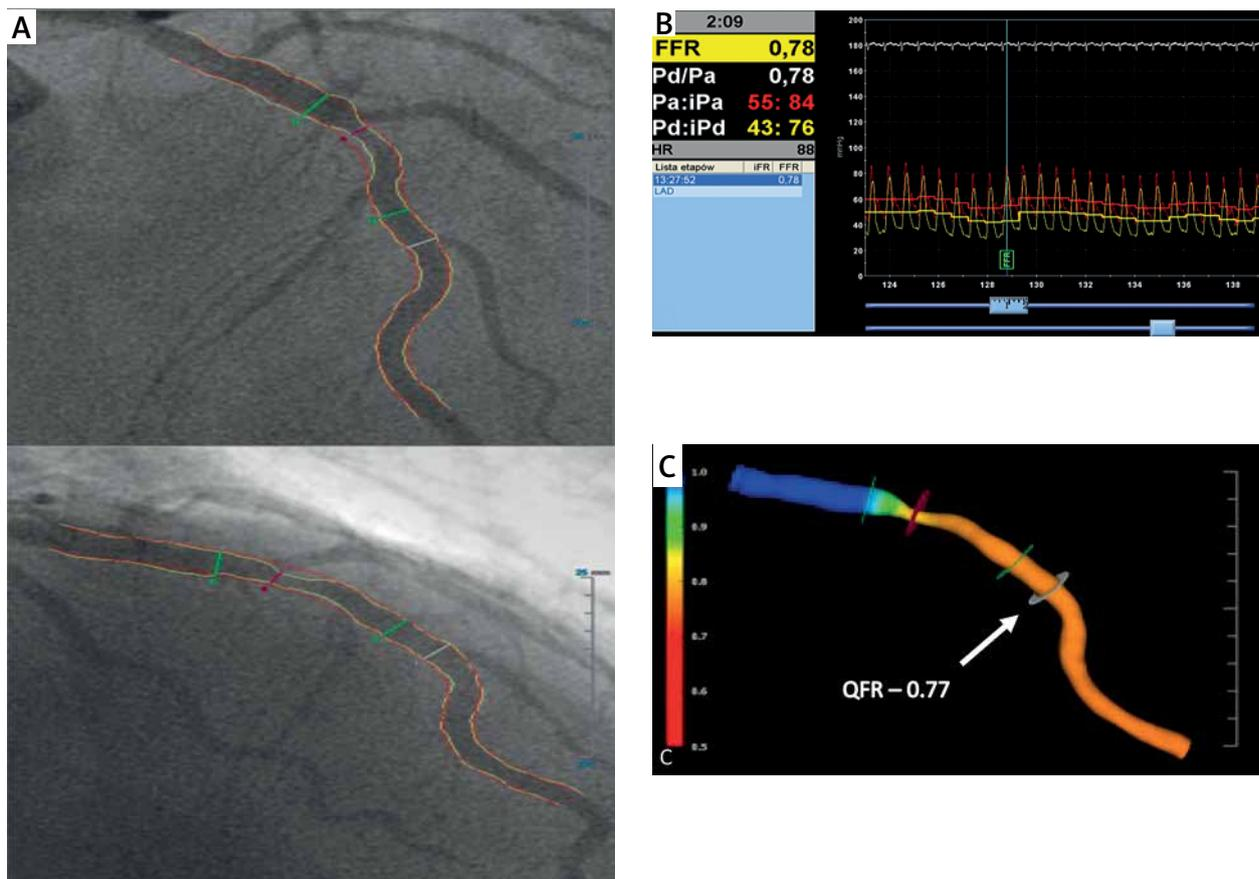 A
25 mm
B
2:09
FFR 0,78
Pd/Pa 0,78
Pa:iPa 55: 84
Pd:iPd 43: 76
HR 88
Lista etapów iFR FFR
13:27:52 0,78
LAD
mmHg
200
180
160
140
120
100
80
60
40
20
0
FFR
124 126 128 130 132 134 136 138
C
1.0
0.9
0.8
0.7
0.6
0.5
QFR – 0.77
C